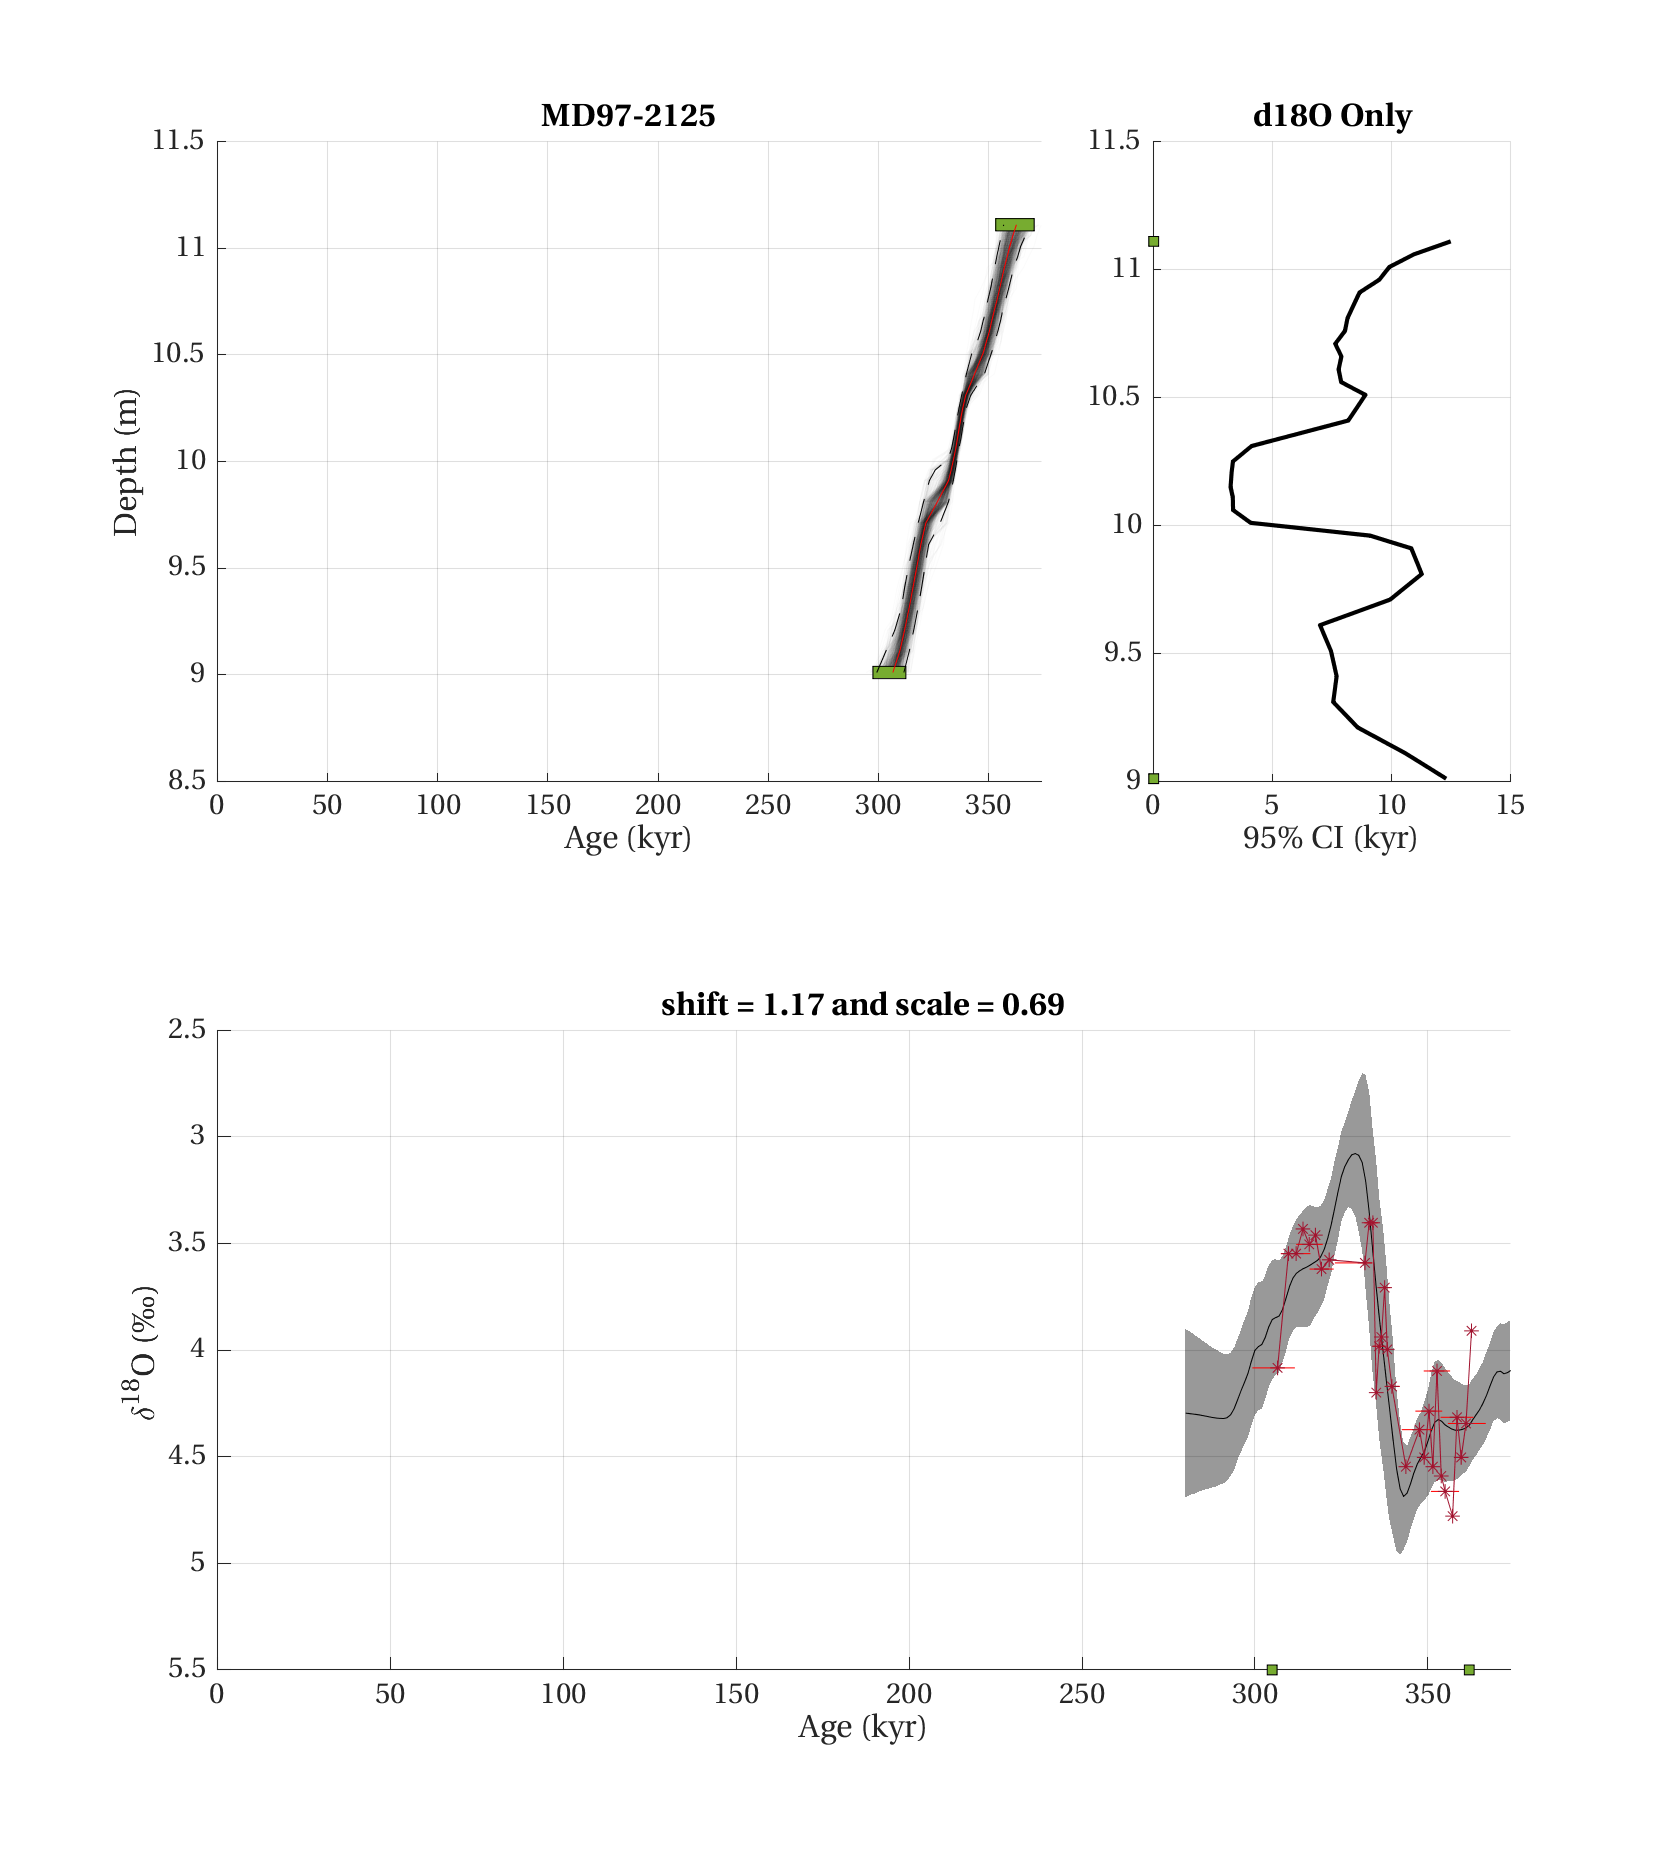 MD97-2125
11.5
11
10.5
10
9.5
9
8.5
Depth (m)
0 50 100 150 200 250 300 350
Age (kyr)
d18O Only
11.5
11
10.5
10
9.5
9
0 5 10 15
95% CI (kyr)
shift = 1.17 and scale = 0.69
2.5
3
3.5
4
4.5
5
5.5
δ18O (‰)
0 50 100 150 200 250 300 350
Age (kyr)